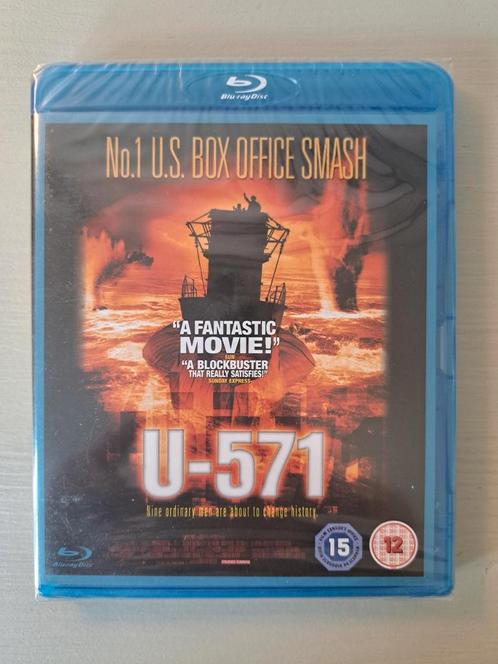 Blu-ray Disc
No.1 U.S. BOX OFFICE SMASH
"A FANTASTIC
MOVIE!"
SUN
"A BLOCKBUSTER
THAT REALLY SATISFIES!"
SUNDAY EXPRESS
U-571
Nine ordinary men are about to change history.
Blu-ray Disc
15
12